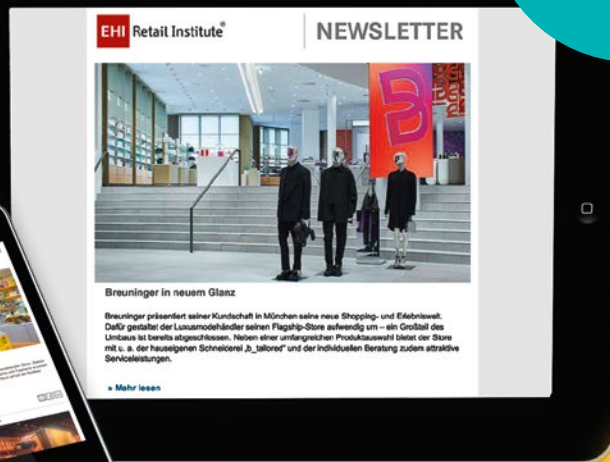 EHI Retail Institute®
NEWSLETTER
Breuninger in neuem Glanz
Breuninger präsentiert seiner Kundschaft in München seine neue Shopping- und Erlebniswelt.
Dafür gestaltet der Luxusmodehändler seinen Flagship-Store aufwendig um – ein Großteil des
Umbaus ist bereits abgeschlossen. Neben einer umfangreichen Produktauswahl bietet der Store
mit u. a. der hauseigenen Schneiderei „b_tailored" und der individuellen Beratung zudem attraktive
Serviceleistungen.
» Mehr lesen